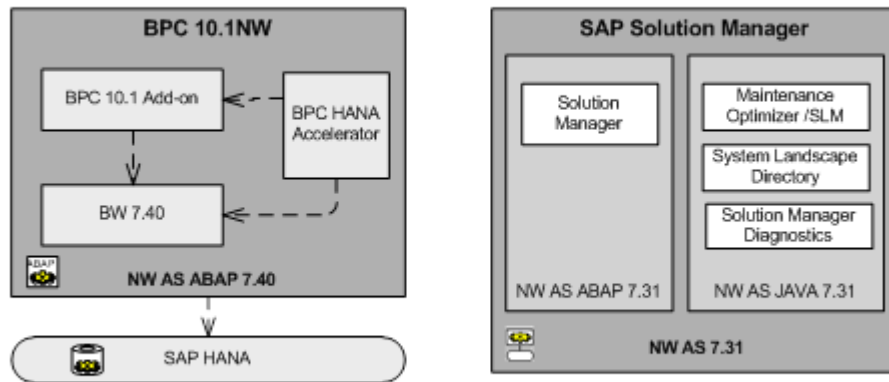 BPC 10.1NW
BPC 10.1 Add-on
BPC HANA
Accelerator
BW 7.40
ABAP
NW AS ABAP 7.40
SAP HANA
SAP Solution Manager
Solution
Manager
Maintenance
Optimizer /SLM
System Landscape
Directory
Solution Manager
Diagnostics
NW AS ABAP 7.31
NW AS JAVA 7.31
NW AS 7.31